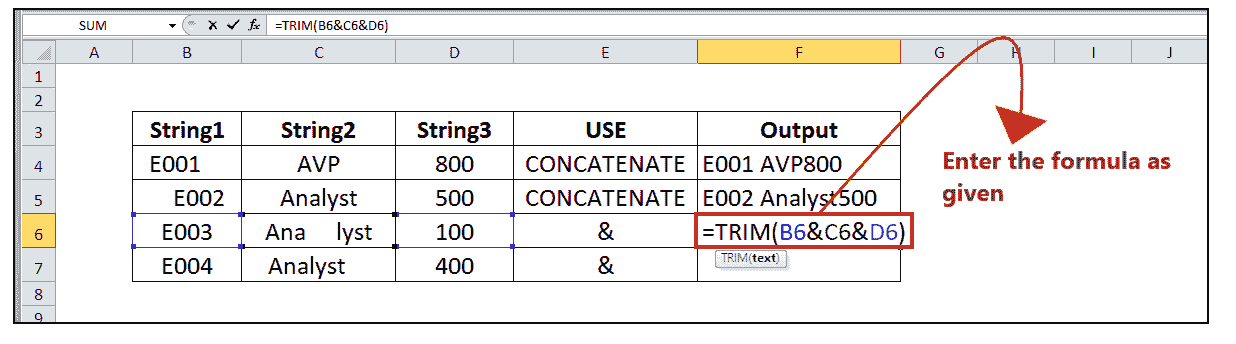 SUM =TRIM(B6&C6&D6)
A B C D E F G H I J
1
2
3 String1 String2 String3 USE Output
4 E001 AVP 800 CONCATENATE E001 AVP800
Enter the formula as
given
5 E002 Analyst 500 CONCATENATE E002 Analyst500
6 E003 Ana lyst 100 & =TRIM(B6&C6&D6)
TRIM(text)
7 E004 Analyst 400 &
8
9